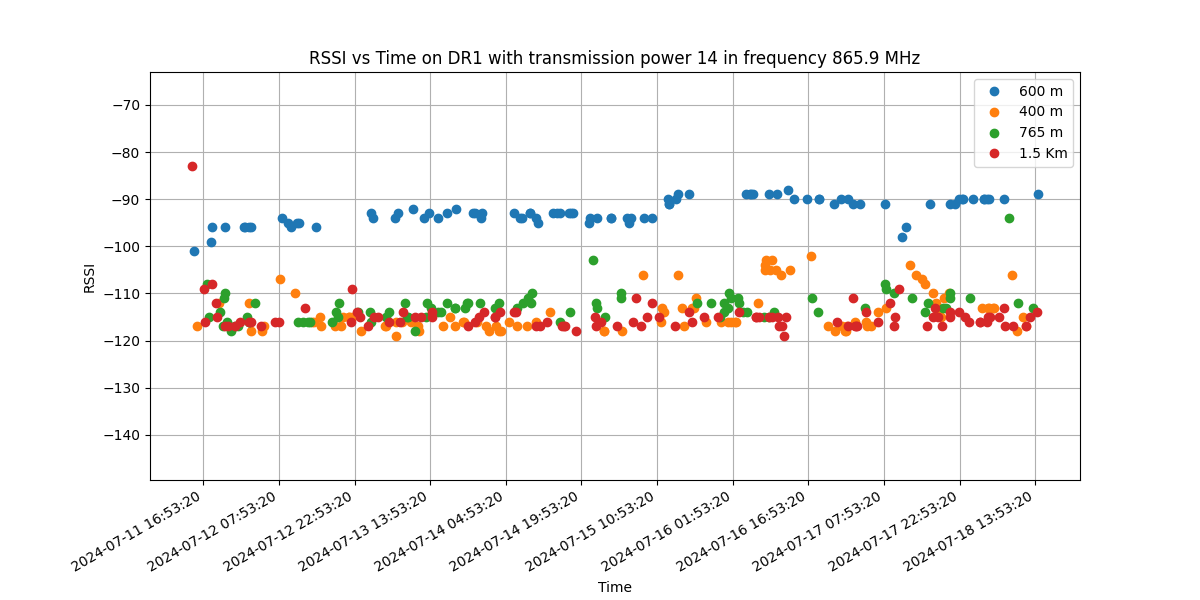 RSSI vs Time on DR1 with transmission power 14 in frequency 865.9 MHz
600 m
400 m
765 m
1.5 Km
RSSI
−70
−80
−90
−100
−110
−120
−130
−140
2024-07-11 16:53:20
2024-07-12 07:53:20
2024-07-12 22:53:20
2024-07-13 13:53:20
2024-07-14 04:53:20
2024-07-14 19:53:20
2024-07-15 10:53:20
2024-07-16 01:53:20
2024-07-16 16:53:20
2024-07-17 07:53:20
2024-07-17 22:53:20
2024-07-18 13:53:20
Time